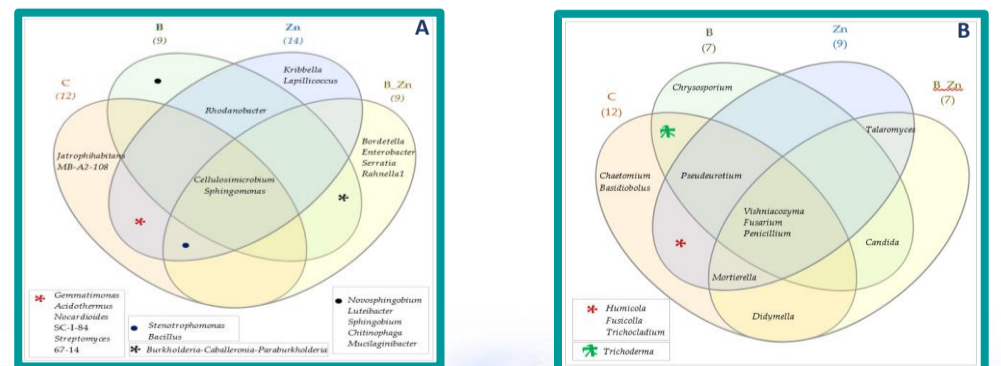 A
B
(9)
Zn
(14)
C
(12)
B_Zn
(9)
Kribbella
Lapillicoccus
Rhodanobacter
Bordetella
Enterobacter
Serratia
Rahnella1
Jatrophihabitans
MB-A2-108
Cellulosimicrobium
Sphingomonas
Gemmatimonas
Acidothermus
Nocardioides
SC-I-84
Streptomyces
67-14
Stenotrophomonas
Bacillus
Burkholderia-Caballeronia-Paraburkholderia
Novosphingobium
Luteibacter
Sphingobium
Chitinophaga
Mucilaginibacter
B
B
(7)
Zn
(9)
C
(12)
B_Zn
(7)
Chrysosporium
Talaromyces
Chaetomium
Basidiobolus
Pseudeurotium
Vishniacozyma
Fusarium
Penicillium
Candida
Mortierella
Didymella
Humicola
Fusicolla
Trichocladium
Trichoderma